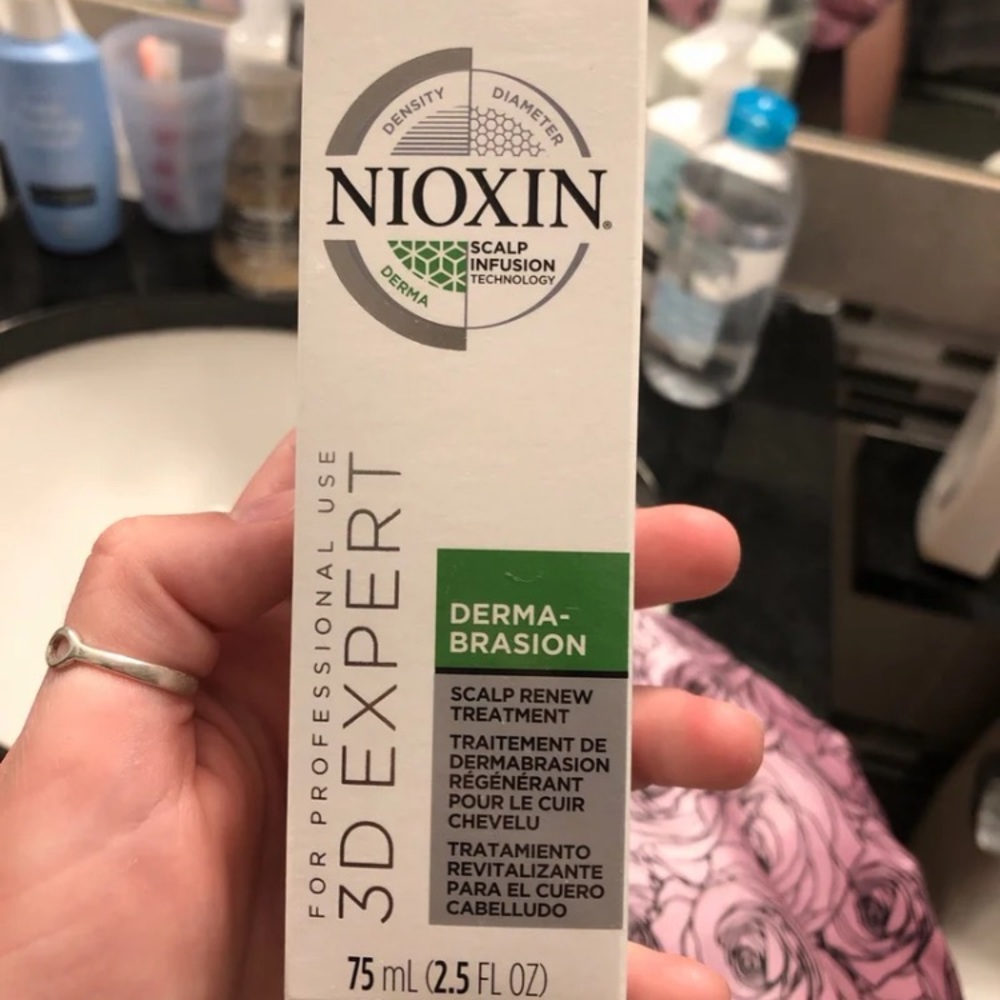 DENSITY
DIAMETER
NIOXIN®
DERMA
SCALP
INFUSION
TECHNOLOGY
FOR PROFESSIONAL USE
3D EXPERT
DERMA-
BRASION
SCALP RENEW
TREATMENT
TRAITEMENT DE
DERMABRASION
RÉGÉNÉRANT
POUR LE CUIR
CHEVELU
TRATAMIENTO
REVITALIZANTE
PARA EL CUERO
CABELLUDO
75 mL (2.5 FL OZ)